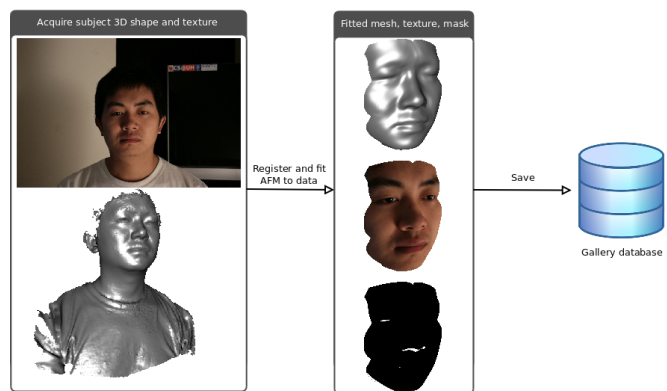 Acquire subject 3D shape and texture
Fitted mesh, texture, mask
Register and fit
AFM to data
Save
Gallery database